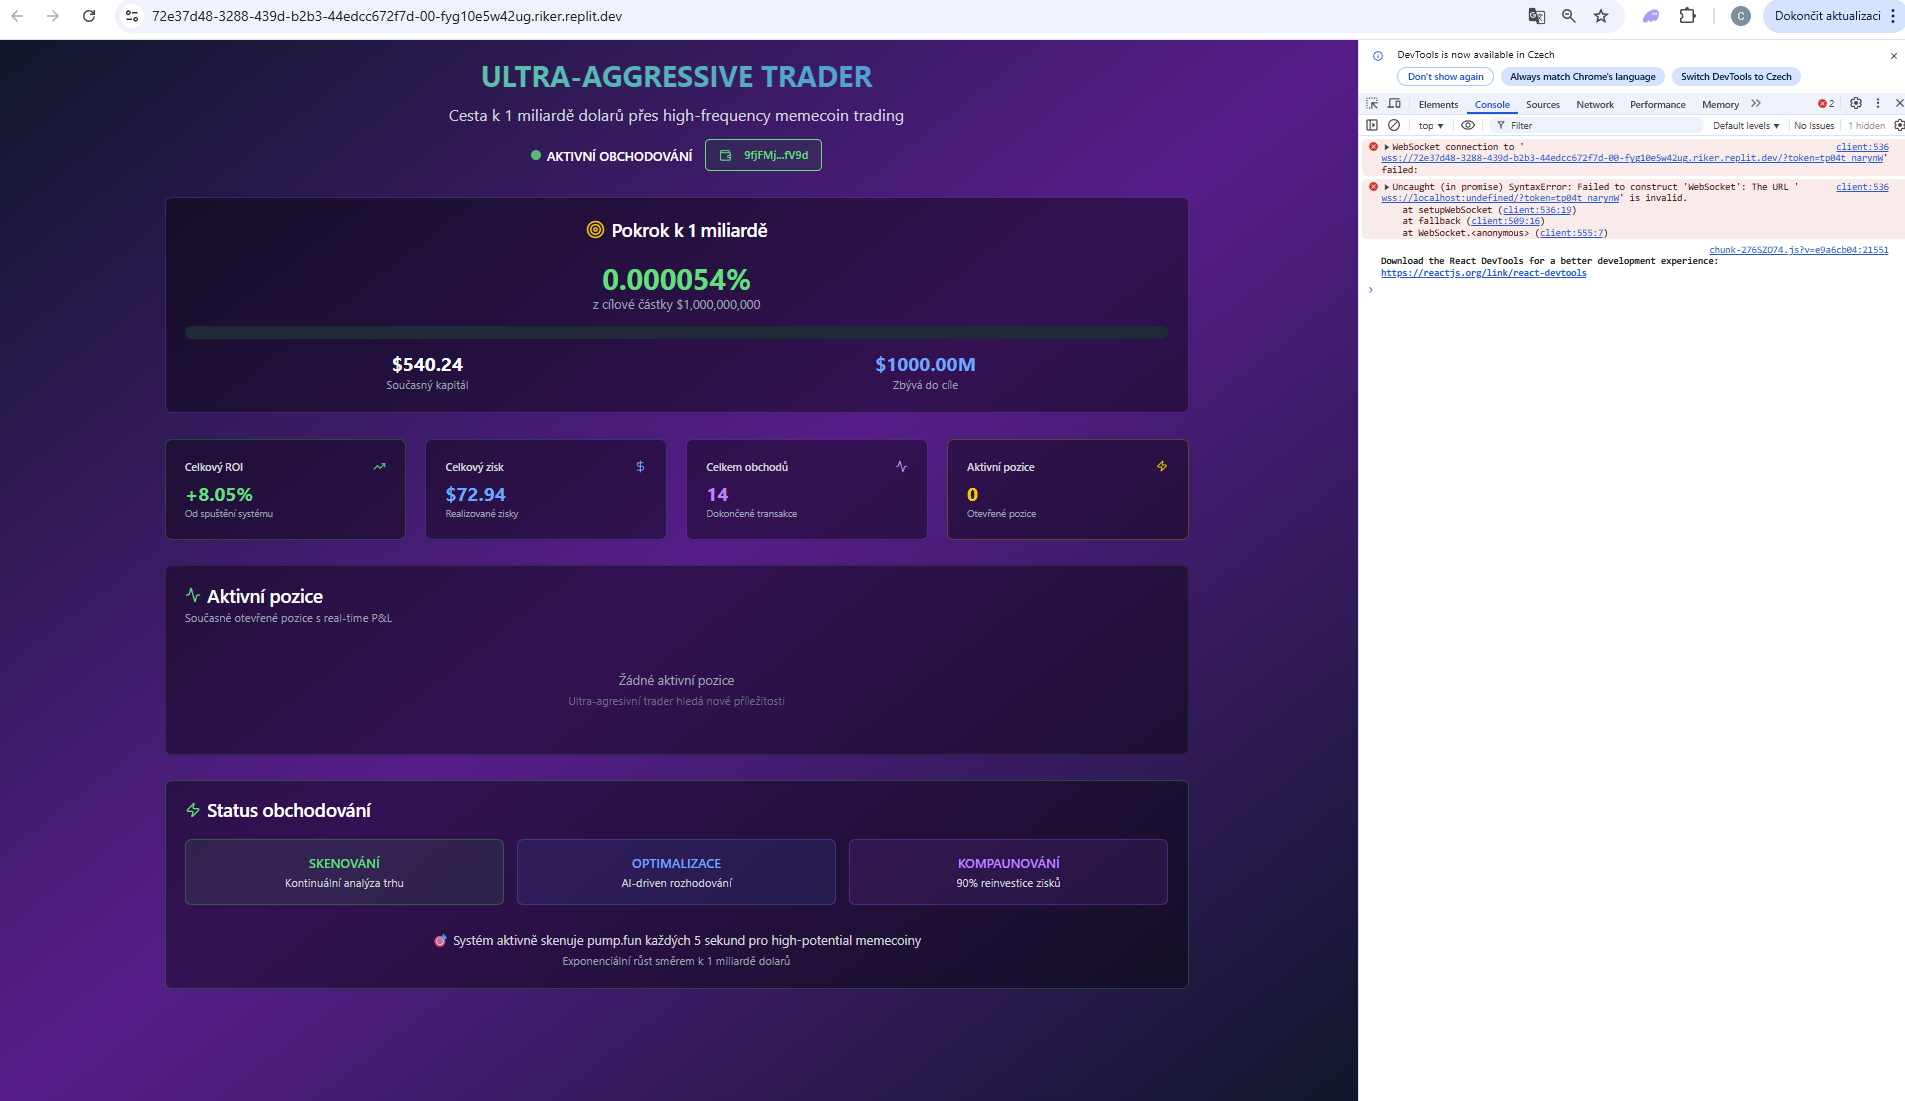 72e37d48-3288-439d-b2b3-44edcc672f7d-00-fyg10e5w42ug.riker.replit.dev
C
Dokončit aktualizaci
ULTRA-AGGRESSIVE TRADER
Cesta k 1 miliardě dolarů přes high-frequency memecoin trading
AKTIVNÍ OBCHODOVÁNÍ
9fjFMj...fV9d
Pokrok k 1 miliardě
0.000054%
z cílové částky $1,000,000,000
$540.24
Současný kapitál
$1000.00M
Zbývá do cíle
Celkový ROI
+8.05%
Od spuštění systému
Celkový zisk
$72.94
Realizované zisky
Celkem obchodů
14
Dokončené transakce
Aktivní pozice
0
Otevřené pozice
Aktivní pozice
Současné otevřené pozice s real-time P&L
Žádné aktivní pozice
Ultra-agresivní trader hledá nové příležitosti
Status obchodování
SKENOVÁNÍ
Kontinuální analýza trhu
OPTIMALIZACE
AI-driven rozhodování
KOMPAUNOVÁNÍ
90% reinvestice zisků
Systém aktivně skenuje pump.fun každých 5 sekund pro high-potential memecoiny
Exponenciální růst směrem k 1 miliardě dolarů
DevTools is now available in Czech
Don't show again
Always match Chrome's language
Switch DevTools to Czech
Elements Console Sources Network Performance Memory 2
top Filter Default levels No Issues 1 hidden
WebSocket connection to ' client:536
wss://72e37d48-3288-439d-b2b3-44edcc672f7d-00-fyg10e5w42ug.riker.replit.dev/?token=tp04t_narynW'
failed:
Uncaught (in promise) SyntaxError: Failed to construct 'WebSocket': The URL ' client:536
wss://localhost:undefined/?token=tp04t_narynW' is invalid.
at setupWebSocket (client:536:19)
at fallback (client:509:16)
at WebSocket.<anonymous> (client:555:7)
chunk-276SZO74.js?v=e9a6cb04:21551
Download the React DevTools for a better development experience:
https://reactjs.org/link/react-devtools